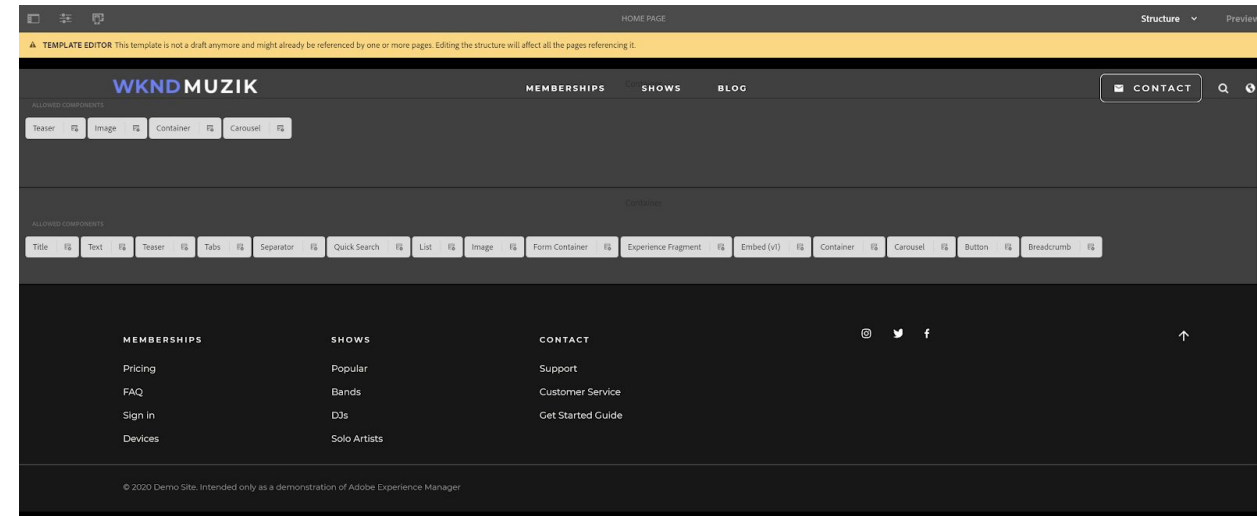 HOME PAGE
Structure
Preview
TEMPLATE EDITOR This template is not a draft anymore and might already be referenced by one or more pages. Editing the structure will affect all the pages referencing it.
WKND MUZIK
MEMBERSHIPS SHOWS BLOG
CONTACT
ALLOWED COMPONENTS
Teaser Image Container Carousel
Container
ALLOWED COMPONENTS
Title Text Teaser Tabs Separator Quick Search List Image Form Container Experience Fragment Embed (v1) Container Carousel Button Breadcrumb
MEMBERSHIPS
Pricing
FAQ
Sign in
Devices
SHOWS
Popular
Bands
DJs
Solo Artists
CONTACT
Support
Customer Service
Get Started Guide
© 2020 Demo Site. Intended only as a demonstration of Adobe Experience Manager